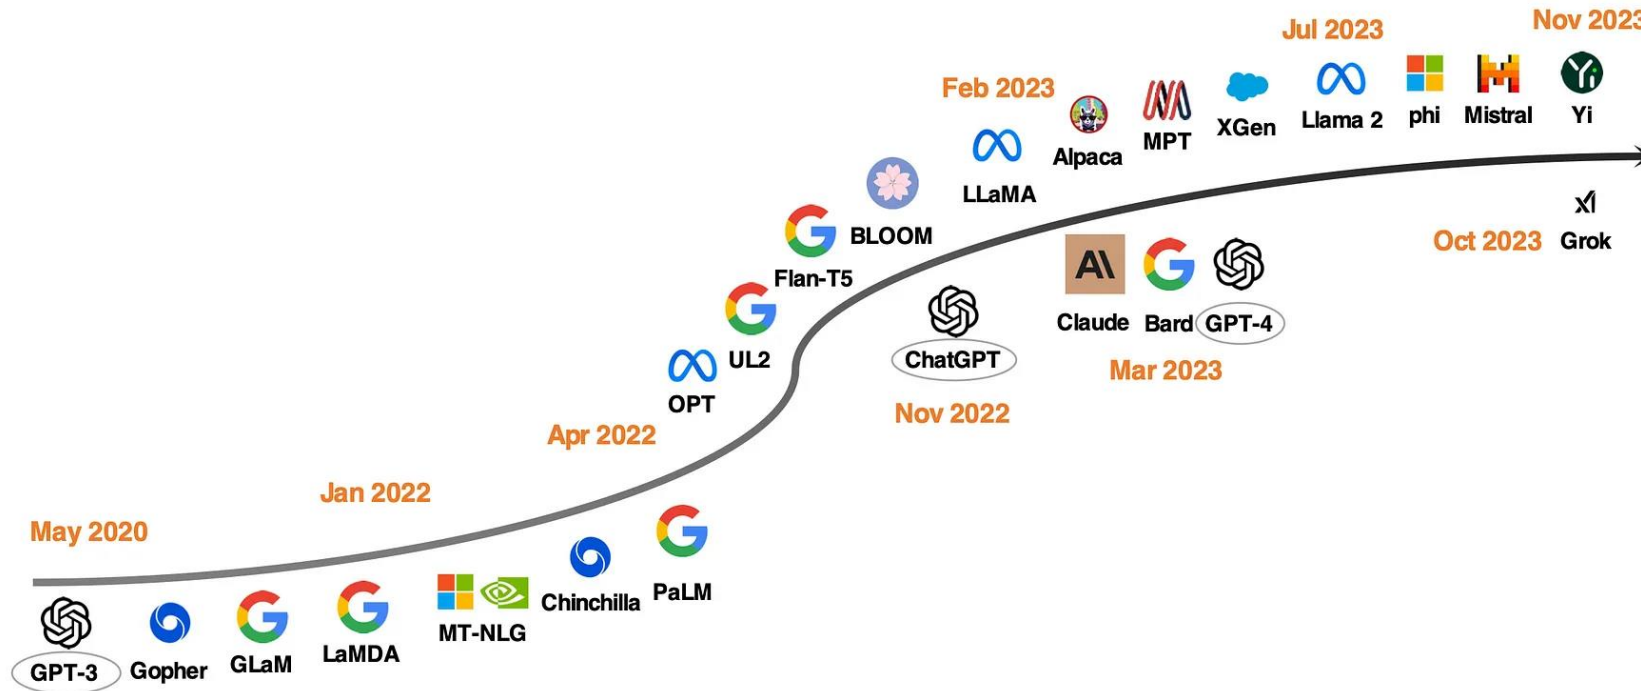 Jul 2023
Nov 2023
Feb 2023
Alpaca
MPT
XGen
Llama 2
phi
Mistral
Yi
LLaMA
BLOOM
Flan-T5
UL2
OPT
Apr 2022
Jan 2022
May 2020
GPT-3
Gopher
GLaM
LaMDA
MT-NLG
Chinchilla
PaLM
ChatGPT
Nov 2022
Claude
Bard
GPT-4
Mar 2023
Oct 2023
Grok